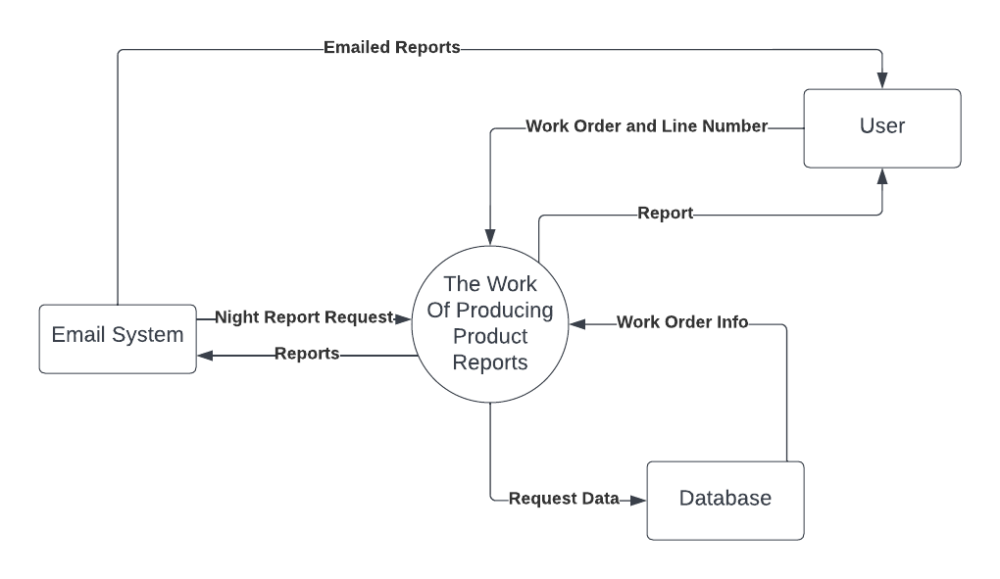 Emailed Reports
Work Order and Line Number
User
Report
The Work
Of Producing
Product
Reports
Email System
Night Report Request
Reports
Work Order Info
Request Data
Database